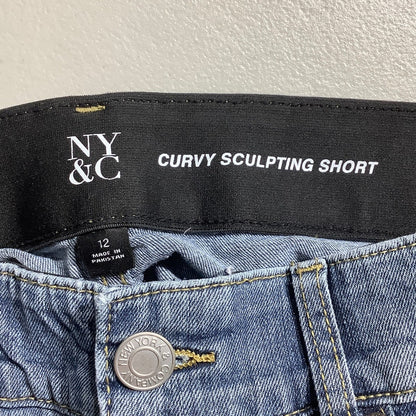 NY
&C
CURVY SCULPTING SHORT
12
MADE IN
PAKISTAN
NEW YORK & COMPANY